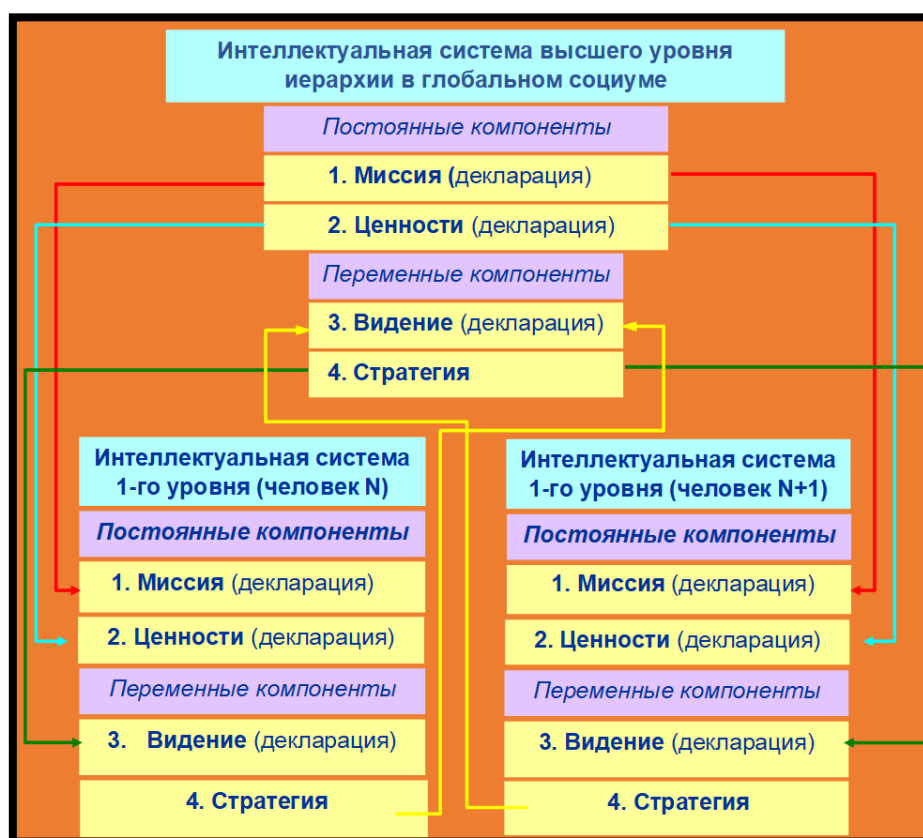 Интеллектуальная система высшего уровня
иерархии в глобальном социуме
Постоянные компоненты
1. Миссия (декларация)
2. Ценности (декларация)
Переменные компоненты
3. Видение (декларация)
4. Стратегия
Интеллектуальная система
1-го уровня (человек N)
Постоянные компоненты
1. Миссия (декларация)
2. Ценности (декларация)
Переменные компоненты
3. Видение (декларация)
4. Стратегия
Интеллектуальная система
1-го уровня (человек N+1)
Постоянные компоненты
1. Миссия (декларация)
2. Ценности (декларация)
Переменные компоненты
3. Видение (декларация)
4. Стратегия